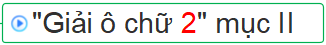 "Giải ô chữ 2" mục II